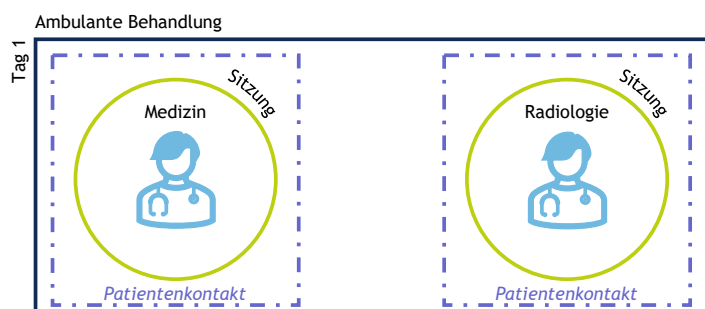 Ambulante Behandlung
Tag 1
Sitzung
Medizin
Patientenkontakt
Sitzung
Radiologie
Patientenkontakt